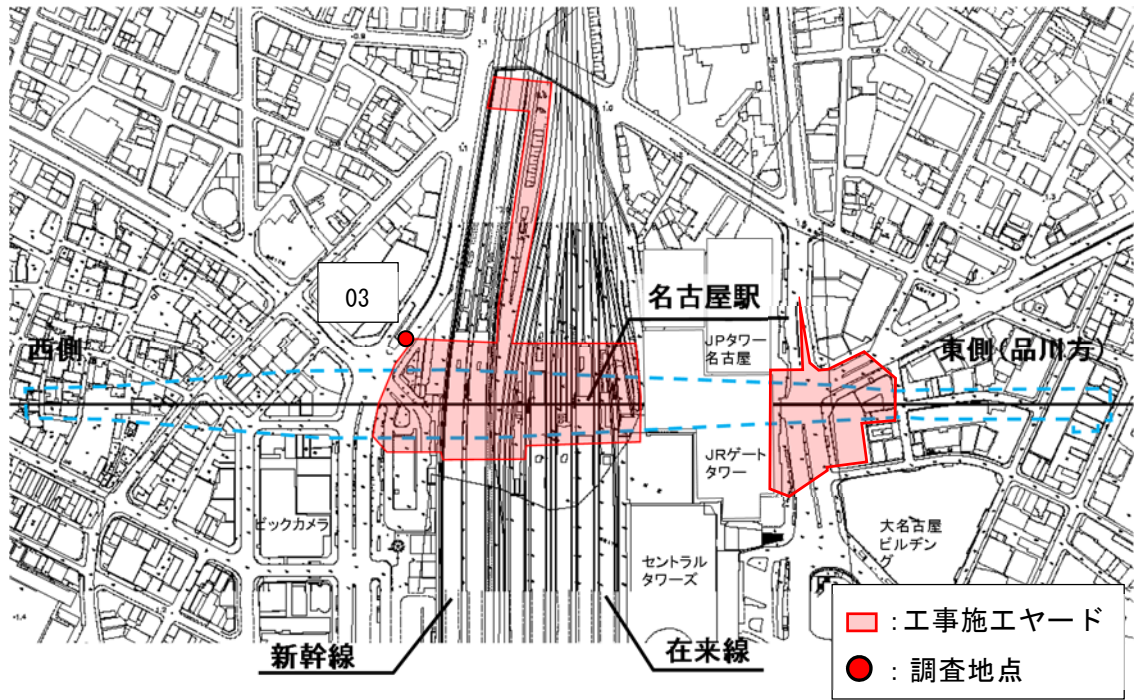 03
西側
名古屋駅
東側(品川方)
JPタワー
名古屋
JRゲート
タワー
ビックカメラ
セントラル
タワーズ
大名古屋
ビルヂン
グ
新幹線
在来線
：工事施工ヤード
：調査地点